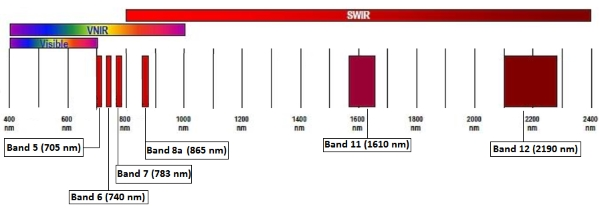 SWIR
VNIR
Visible
400 nm 600 nm 800 nm 1000 nm 1200 nm 1400 nm 1600 nm 1800 nm 2000 nm 2200 nm 2400 nm
Band 5 (705 nm)
Band 8a (865 nm)
Band 11 (1610 nm)
Band 12 (2190 nm)
Band 7 (783 nm)
Band 6 (740 nm)